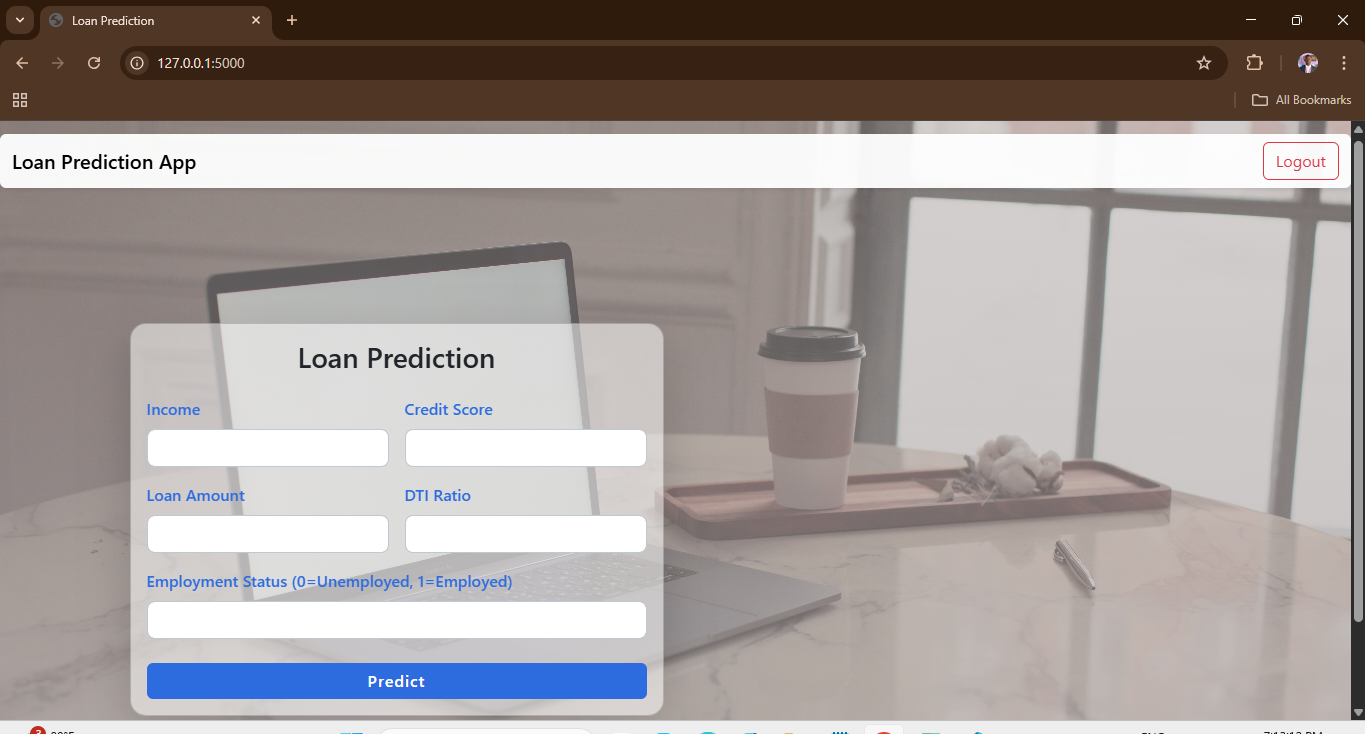 Loan Prediction
127.0.0.1:5000
All Bookmarks
Loan Prediction App
Logout
Loan Prediction
Income Credit Score
Loan Amount DTI Ratio
Employment Status (0=Unemployed, 1=Employed)
Predict